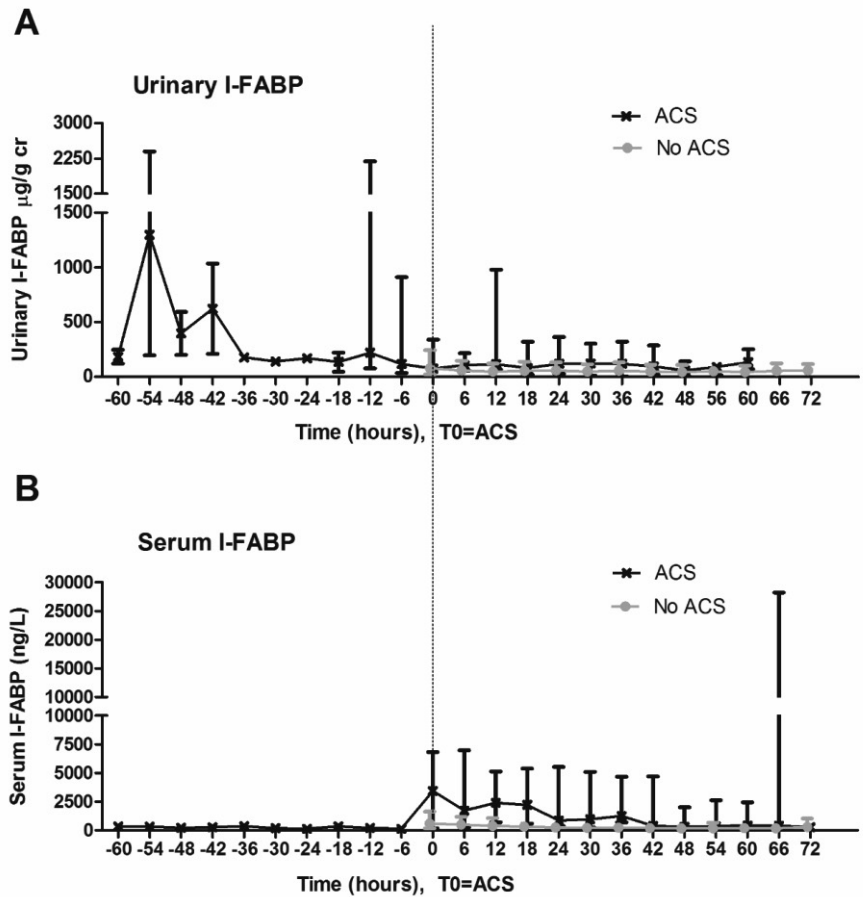 A
Urinary I-FABP
ACS
No ACS
Urinary I-FABP μg/g cr
3000
2250
1500
1500
1000
500
0
-60 -54 -48 -42 -36 -30 -24 -18 -12 -6 0 6 12 18 24 30 36 42 48 54 60 66 72
Time (hours), T0=ACS
B
Serum I-FABP
ACS
No ACS
Serum I-FABP (ng/L)
30000
25000
20000
15000
10000
10000
7500
5000
2500
0
-60 -54 -48 -42 -36 -30 -24 -18 -12 -6 0 6 12 18 24 30 36 42 48 54 60 66 72
Time (hours), T0=ACS